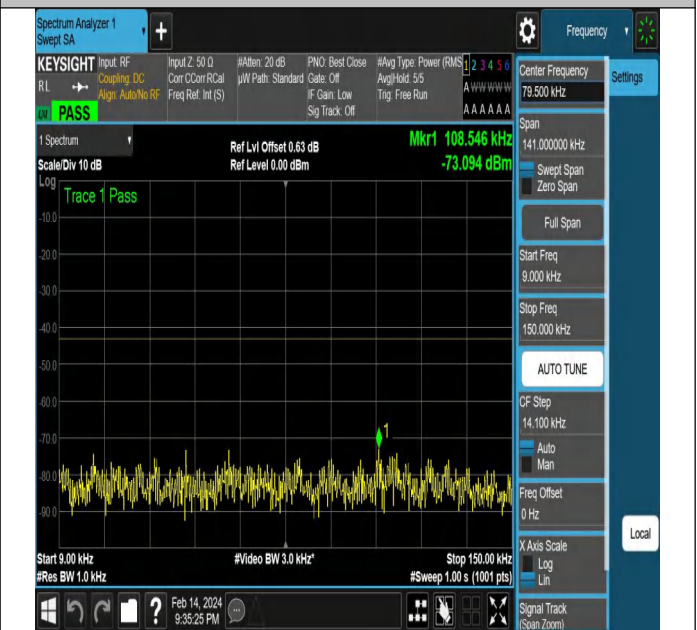 Spectrum Analyzer 1
Swept SA
+
Frequency
KEYSIGHT
RL
PASS
Input: RF
Coupling: DC
Align: Auto/No RF
Input Z: 50 Ω
Corr CCorr RCal
Freq Ref: Int (S)
#Atten: 20 dB
µW Path: Standard
PNO: Best Close
Gate: Off
IF Gain: Low
Sig Track: Off
#Avg Type: Power (RMS)
Avg|Hold: 5/5
Trig: Free Run
1 2 3 4 5 6
A W W W W W
A A A A A A
1 Spectrum
Scale/Div 10 dB
Ref Lvl Offset 0.63 dB
Ref Level 0.00 dBm
Mkr1 108.546 kHz
-73.094 dBm
Log
Trace 1 Pass
-10.0
-20.0
-30.0
-40.0
-50.0
-60.0
-70.0
-80.0
-90.0
1
Start 9.00 kHz
#Res BW 1.0 kHz
#Video BW 3.0 kHz*
Stop 150.00 kHz
#Sweep 1.00 s (1001 pts)
Center Frequency
79.500 kHz
Settings
Span
141.000000 kHz
Swept Span
Zero Span
Full Span
Start Freq
9.000 kHz
Stop Freq
150.000 kHz
AUTO TUNE
CF Step
14.100 kHz
Auto
Man
Freq Offset
0 Hz
Local
X Axis Scale
Log
Lin
Signal Track
(Span Zoom)
?
Feb 14, 2024
9:35:25 PM